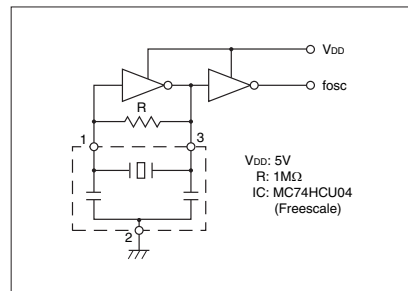 VDD
fosc
R
1
3
VDD: 5V
R: 1MΩ
IC: MC74HCU04
(Freescale)
2